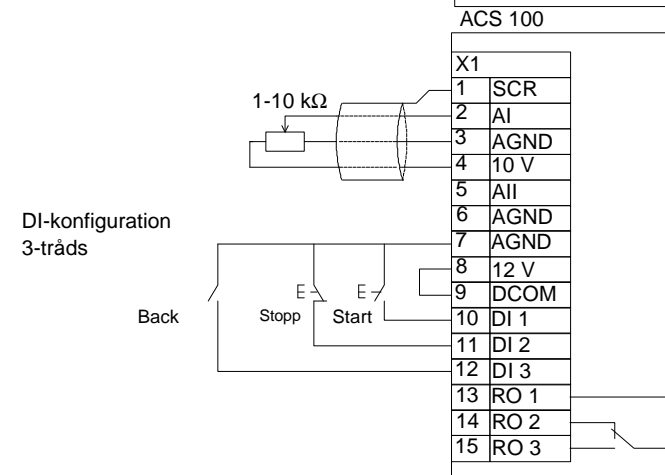 ACS 100
X1
1 SCR
2 AI
3 AGND
4 10 V
5 AII
6 AGND
7 AGND
8 12 V
9 DCOM
10 DI 1
11 DI 2
12 DI 3
13 RO 1
14 RO 2
15 RO 3
1-10 kΩ
DI-konfiguration
3-tråds
Back
Stopp
Start